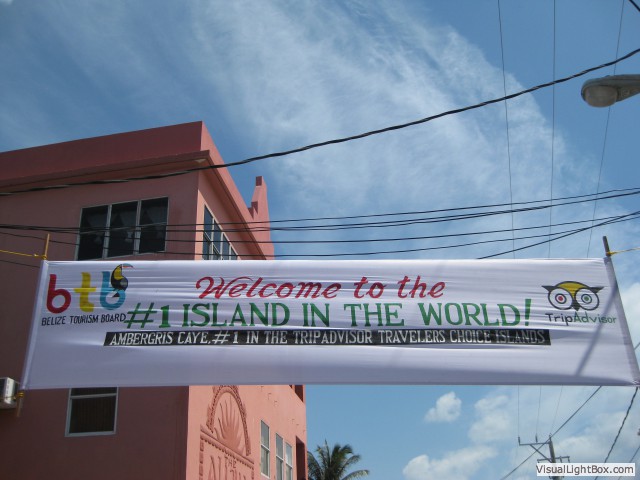 btb
BELIZE TOURISM BOARD
Welcome to the
#1 ISLAND IN THE WORLD!
AMBERGRIS CAYE, #1 IN THE TRIPADVISOR TRAVELERS CHOICE ISLANDS
TripAdvisor
VisualLightBox.com